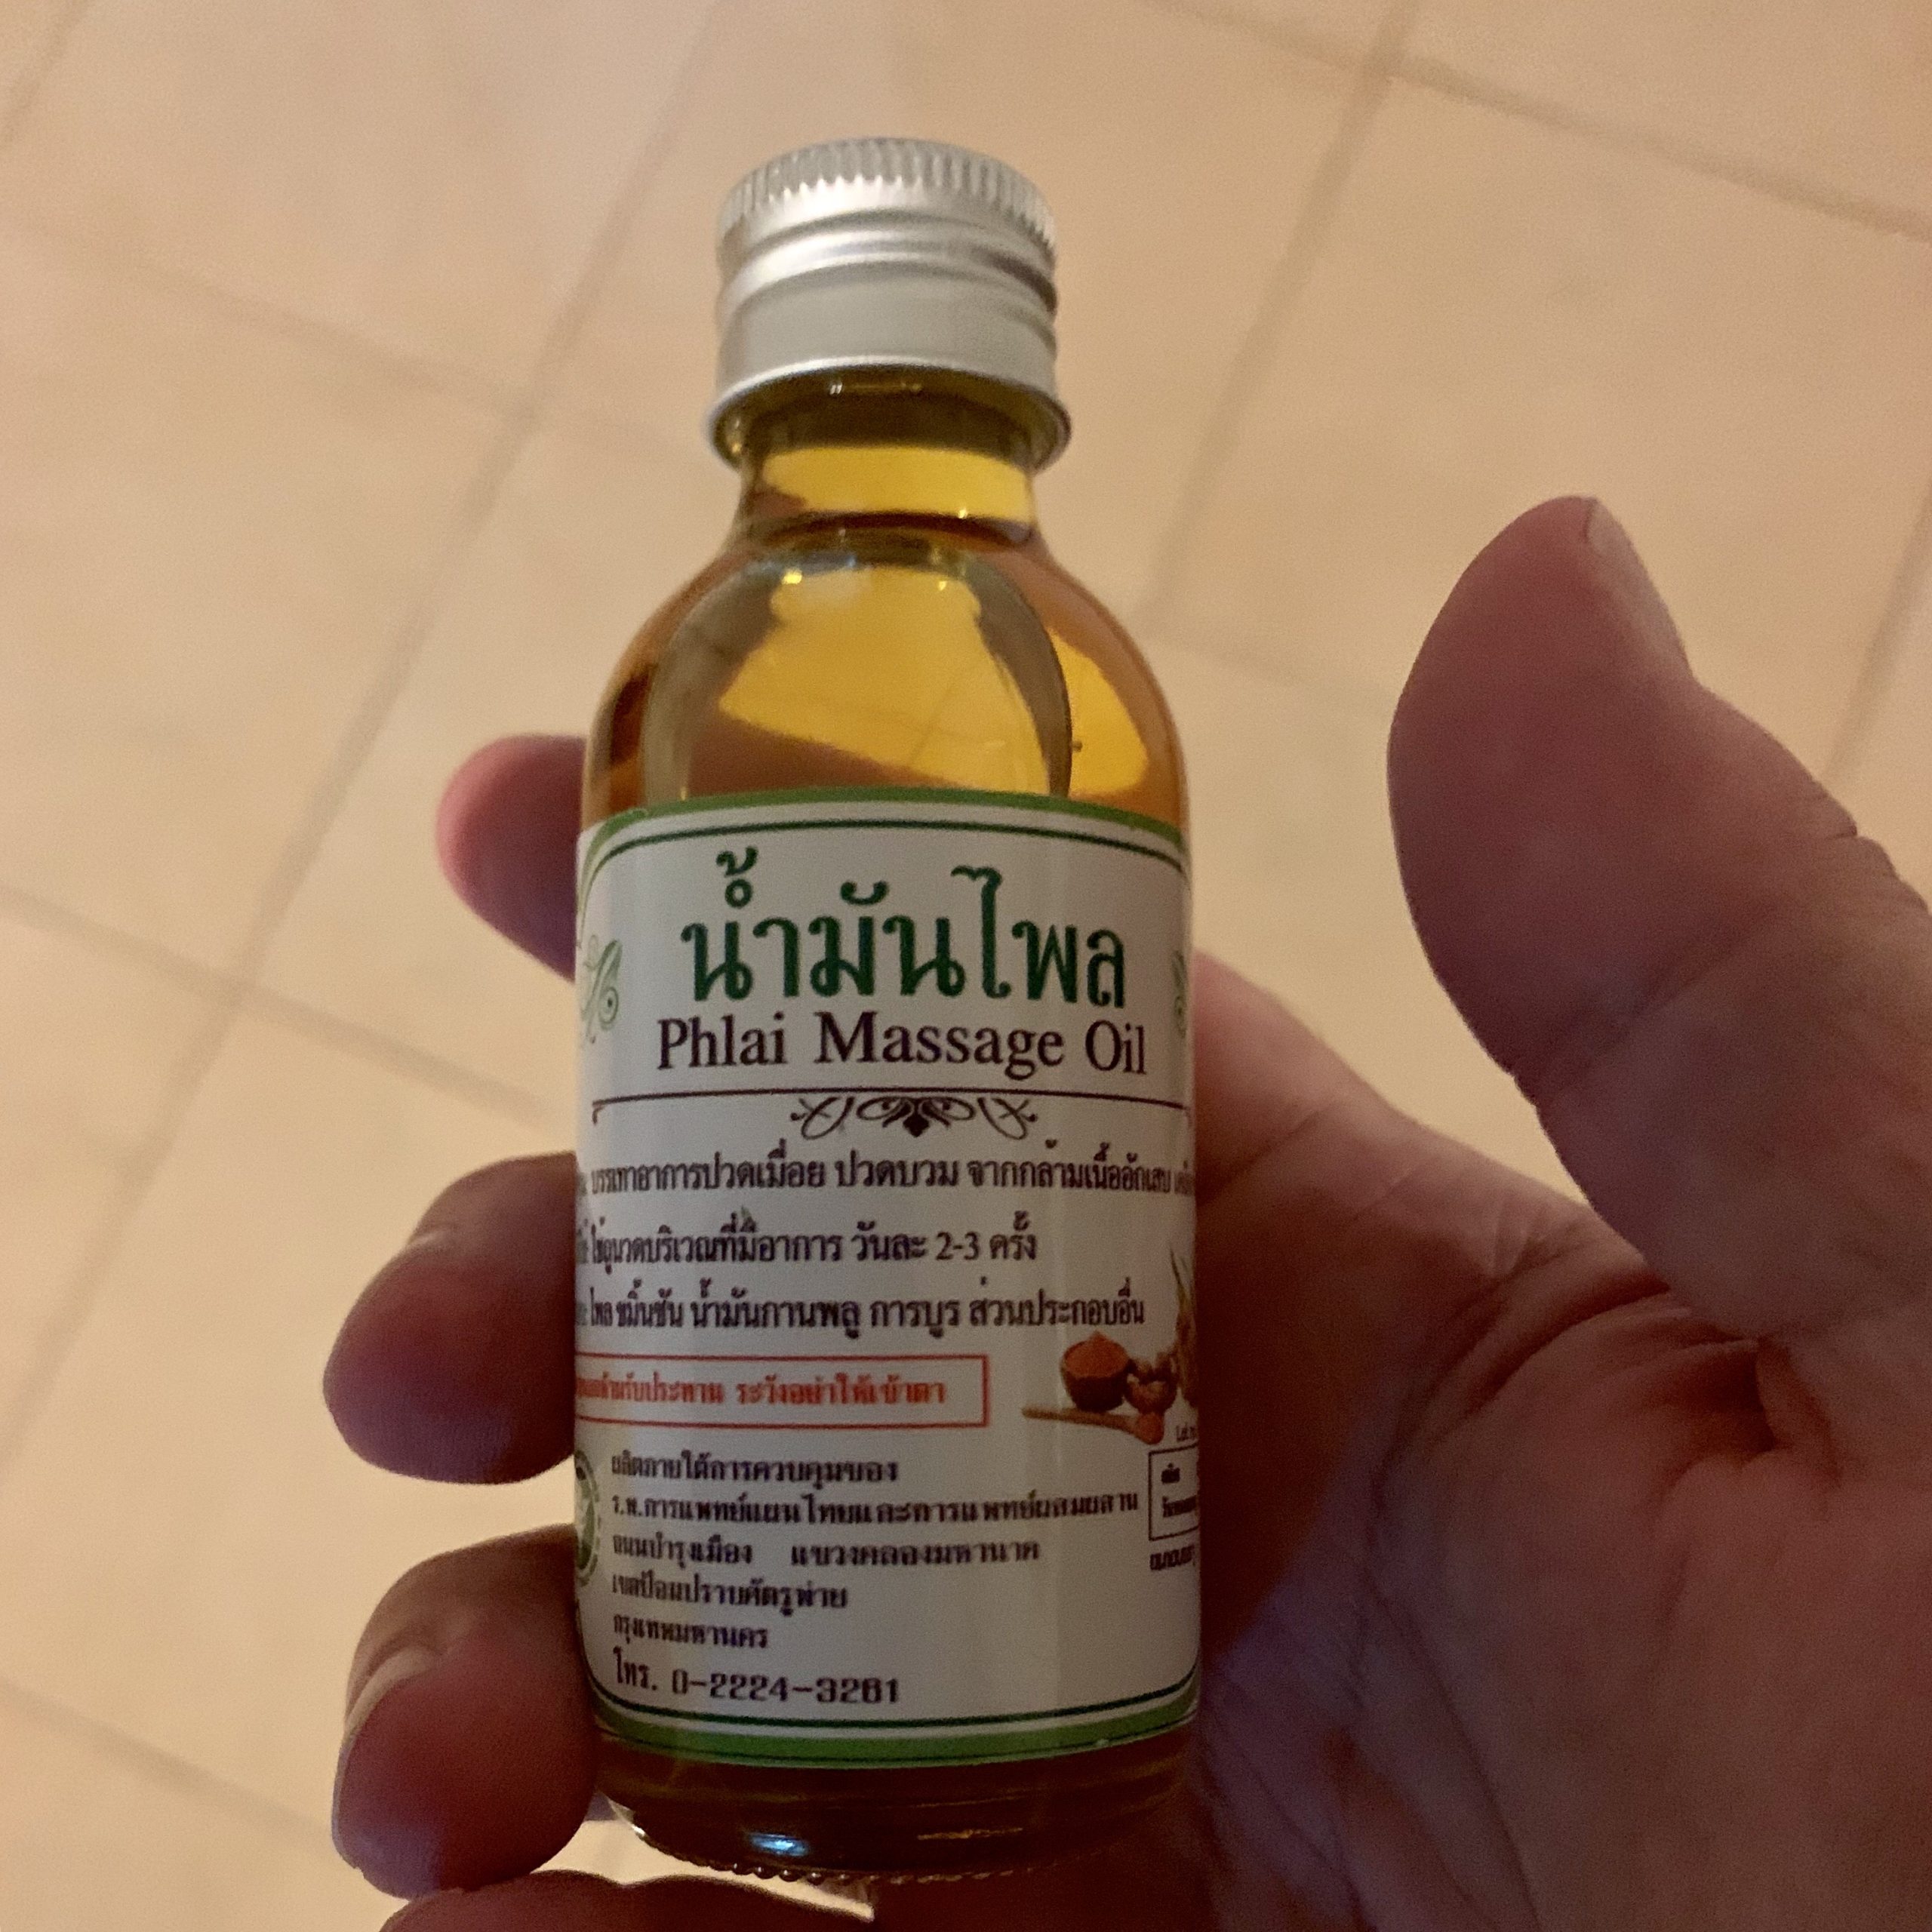 น้ำมันไพล
Phlai Massage Oil
บรรเทาอาการปวดเมื่อย ปวดบวม จากกล้ามเนื้ออักเสบ
ใช้ถูนวดบริเวณที่มีอาการ วันละ 2-3 ครั้ง
ไพล ขมิ้นชัน น้ำมันกานพลู การบูร ส่วนประกอบอื่น
ห้ามรับประทาน ระวังอย่าให้เข้าตา
ผลิตภายใต้การควบคุมของ
ร.พ.การแพทย์แผนไทยและการแพทย์ผสมผสาน
ถนนบำรุงเมือง แขวงคลองมหานาค
เขตป้อมปราบศัตรูพ่าย
กรุงเทพมหานคร
โทร. 0-2224-3261